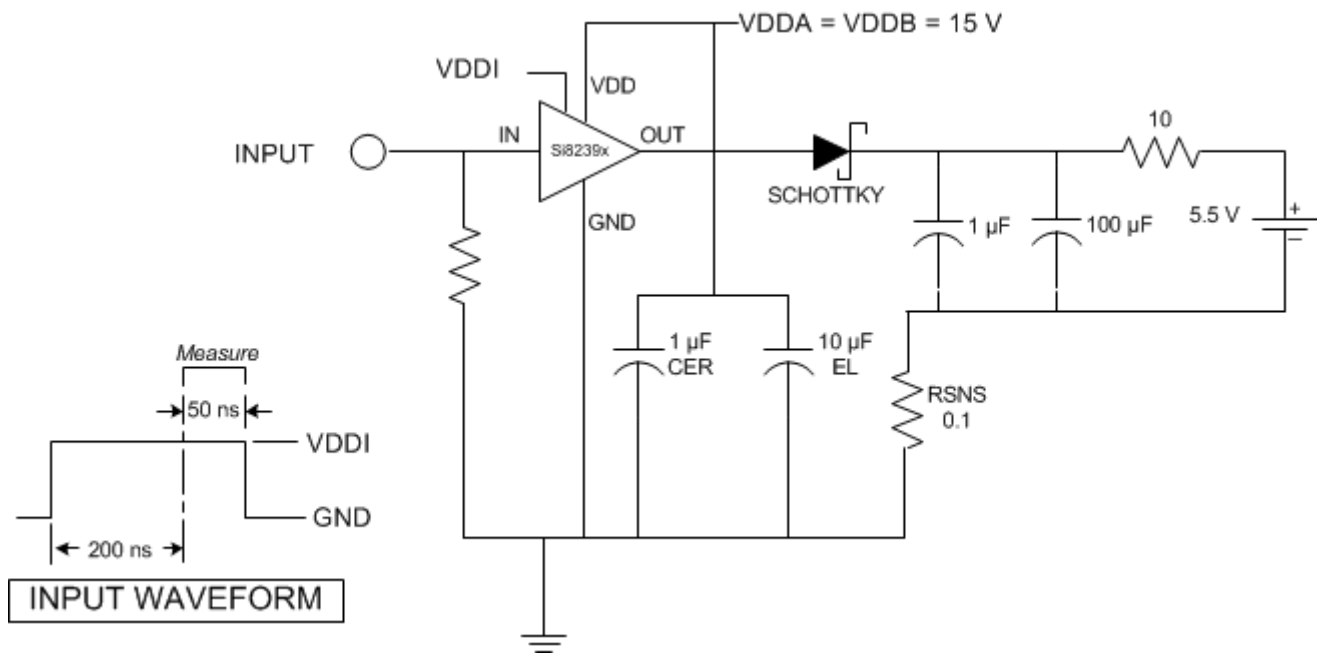 VDDA = VDDB = 15 V
VDDI
VDD
10
INPUT
IN
Si8239x
OUT
SCHOTTKY
GND
1 µF
100 µF
5.5 V
+
–
1 µF
CER
10 µF
EL
RSNS
0.1
Measure
50 ns
VDDI
GND
200 ns
INPUT WAVEFORM